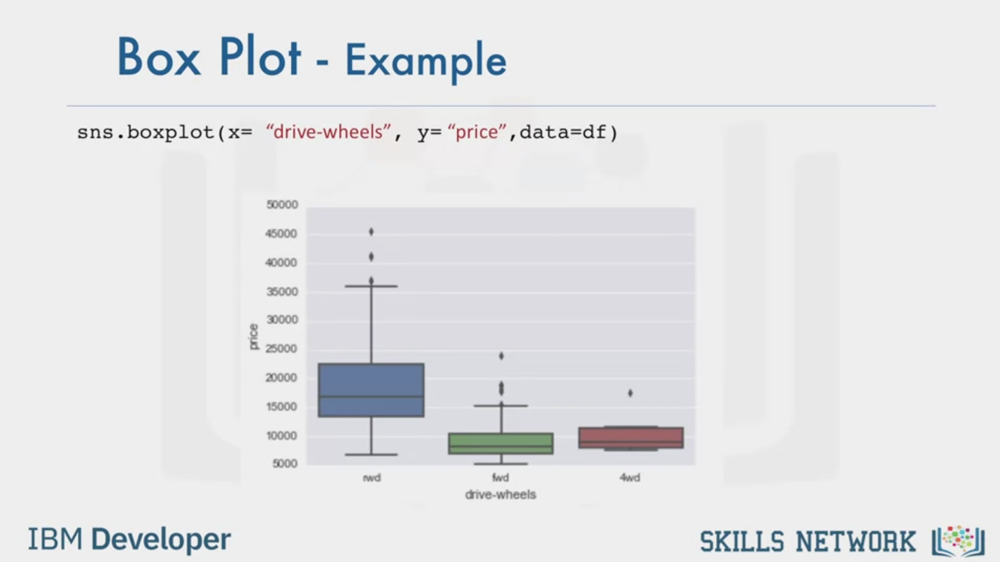 Box Plot - Example
sns.boxplot(x= “drive-wheels”, y= “price”,data=df)
50000
45000
40000
35000
30000
25000
20000
15000
10000
5000
price
rwd fwd 4wd
drive-wheels
IBM Developer
SKILLS NETWORK